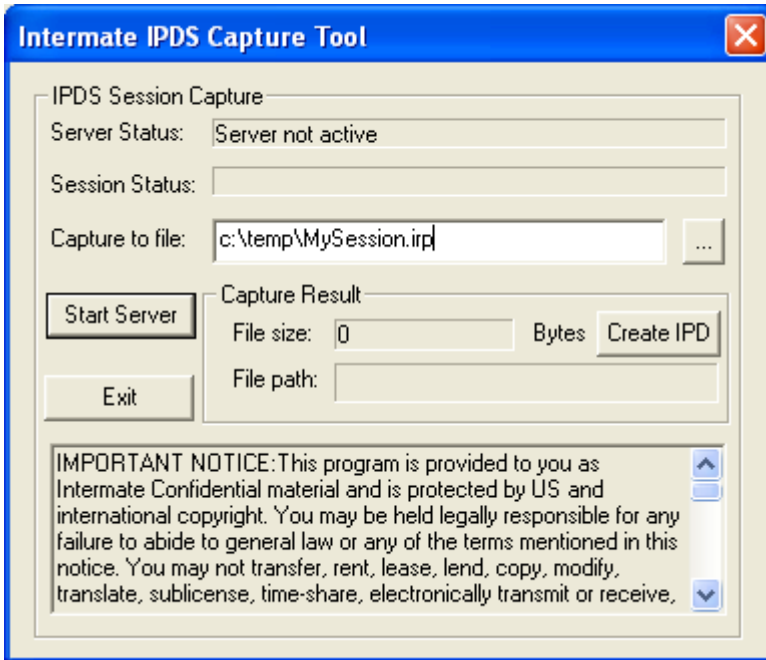 Intermate IPDS Capture Tool
IPDS Session Capture
Server Status: Server not active
Session Status:
Capture to file: c:\temp\MySession.irp ...
Start Server
Capture Result
File size: 0 Bytes Create IPD
File path:
Exit
IMPORTANT NOTICE:This program is provided to you as
Intermate Confidential material and is protected by US and
international copyright. You may be held legally responsible for any
failure to abide to general law or any of the terms mentioned in this
notice. You may not transfer, rent, lease, lend, copy, modify,
translate, sublicense, time-share, electronically transmit or receive,